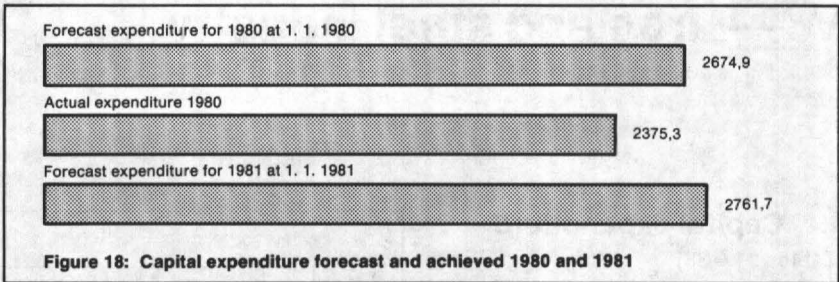 Forecast expenditure for 1980 at 1. 1. 1980
2674,9
Actual expenditure 1980
2375,3
Forecast expenditure for 1981 at 1. 1. 1981
2761,7
Figure 18: Capital expenditure forecast and achieved 1980 and 1981